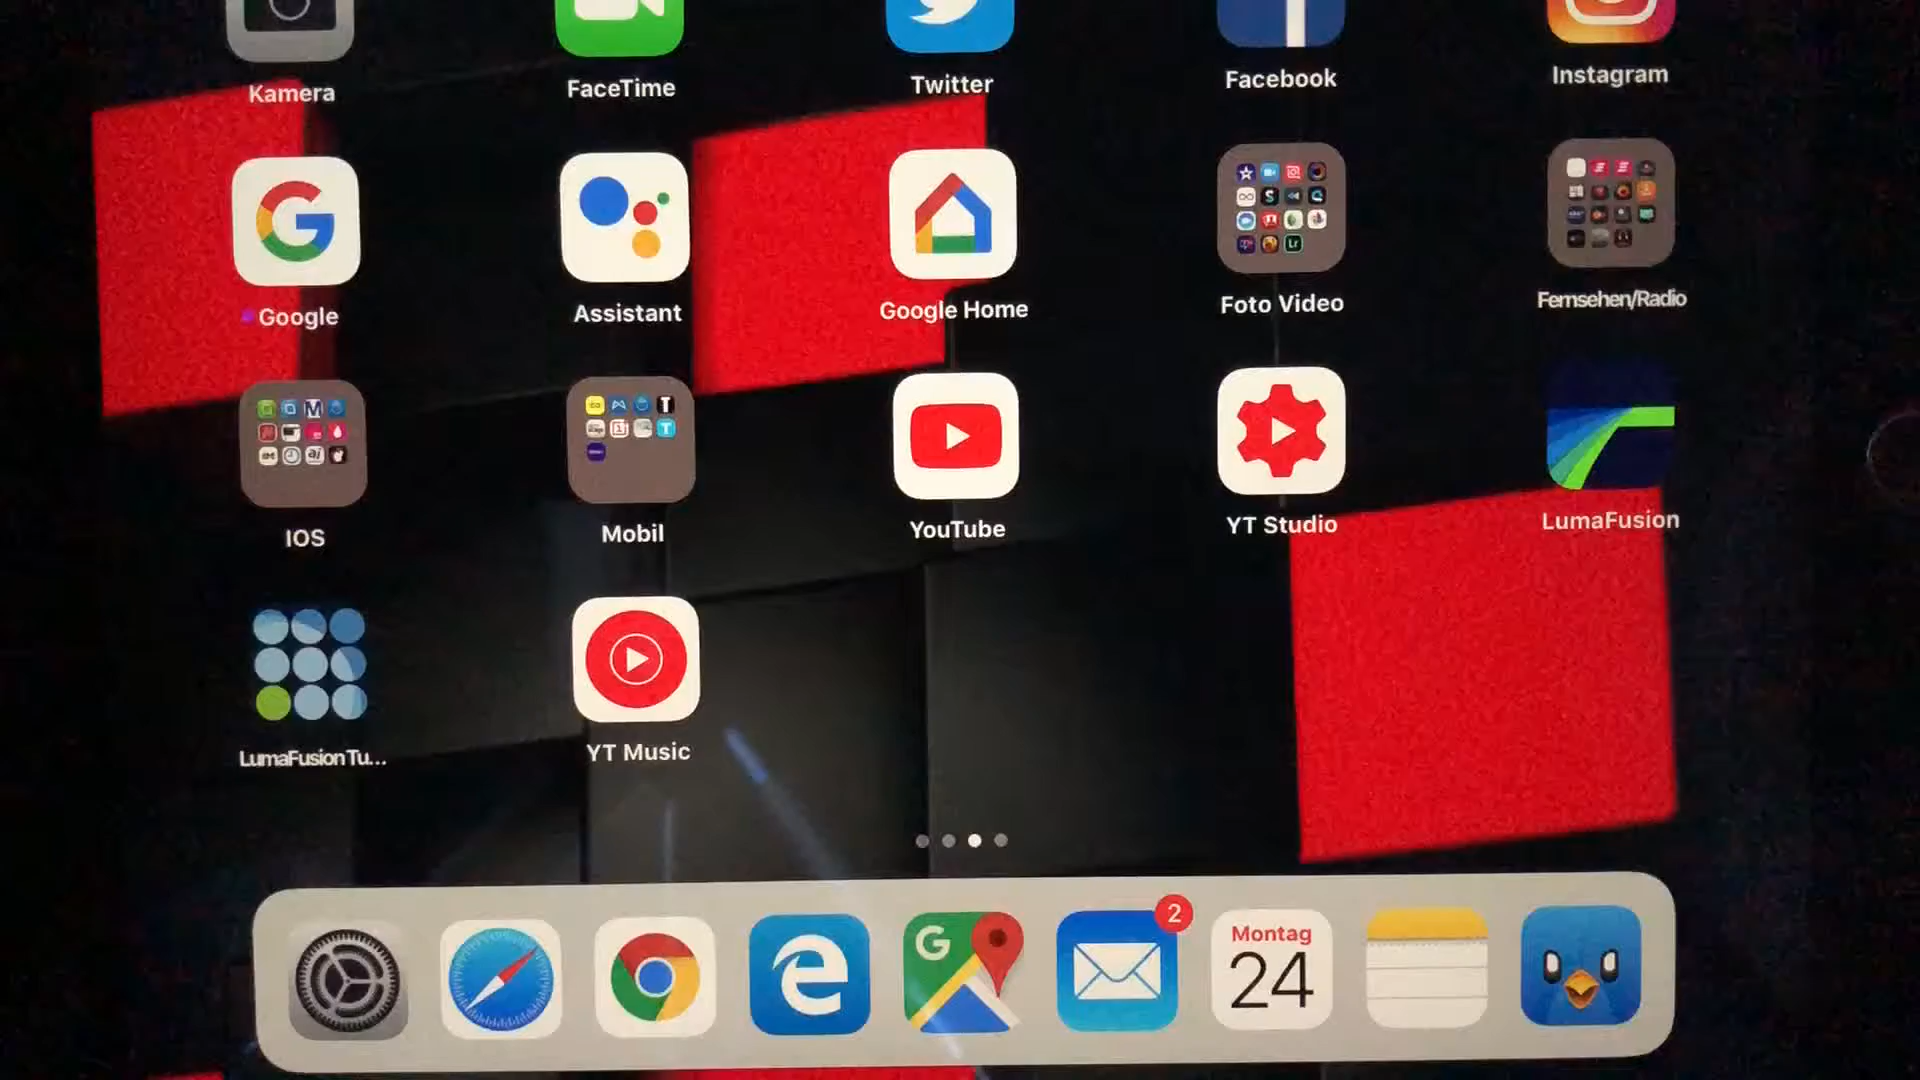 Kamera
FaceTime
Twitter
Facebook
Instagram
Google
Assistant
Google Home
Foto Video
Fernsehen/Radio
IOS
Mobil
YouTube
YT Studio
LumaFusion
LumaFusion Tu...
YT Music
2
Montag
24